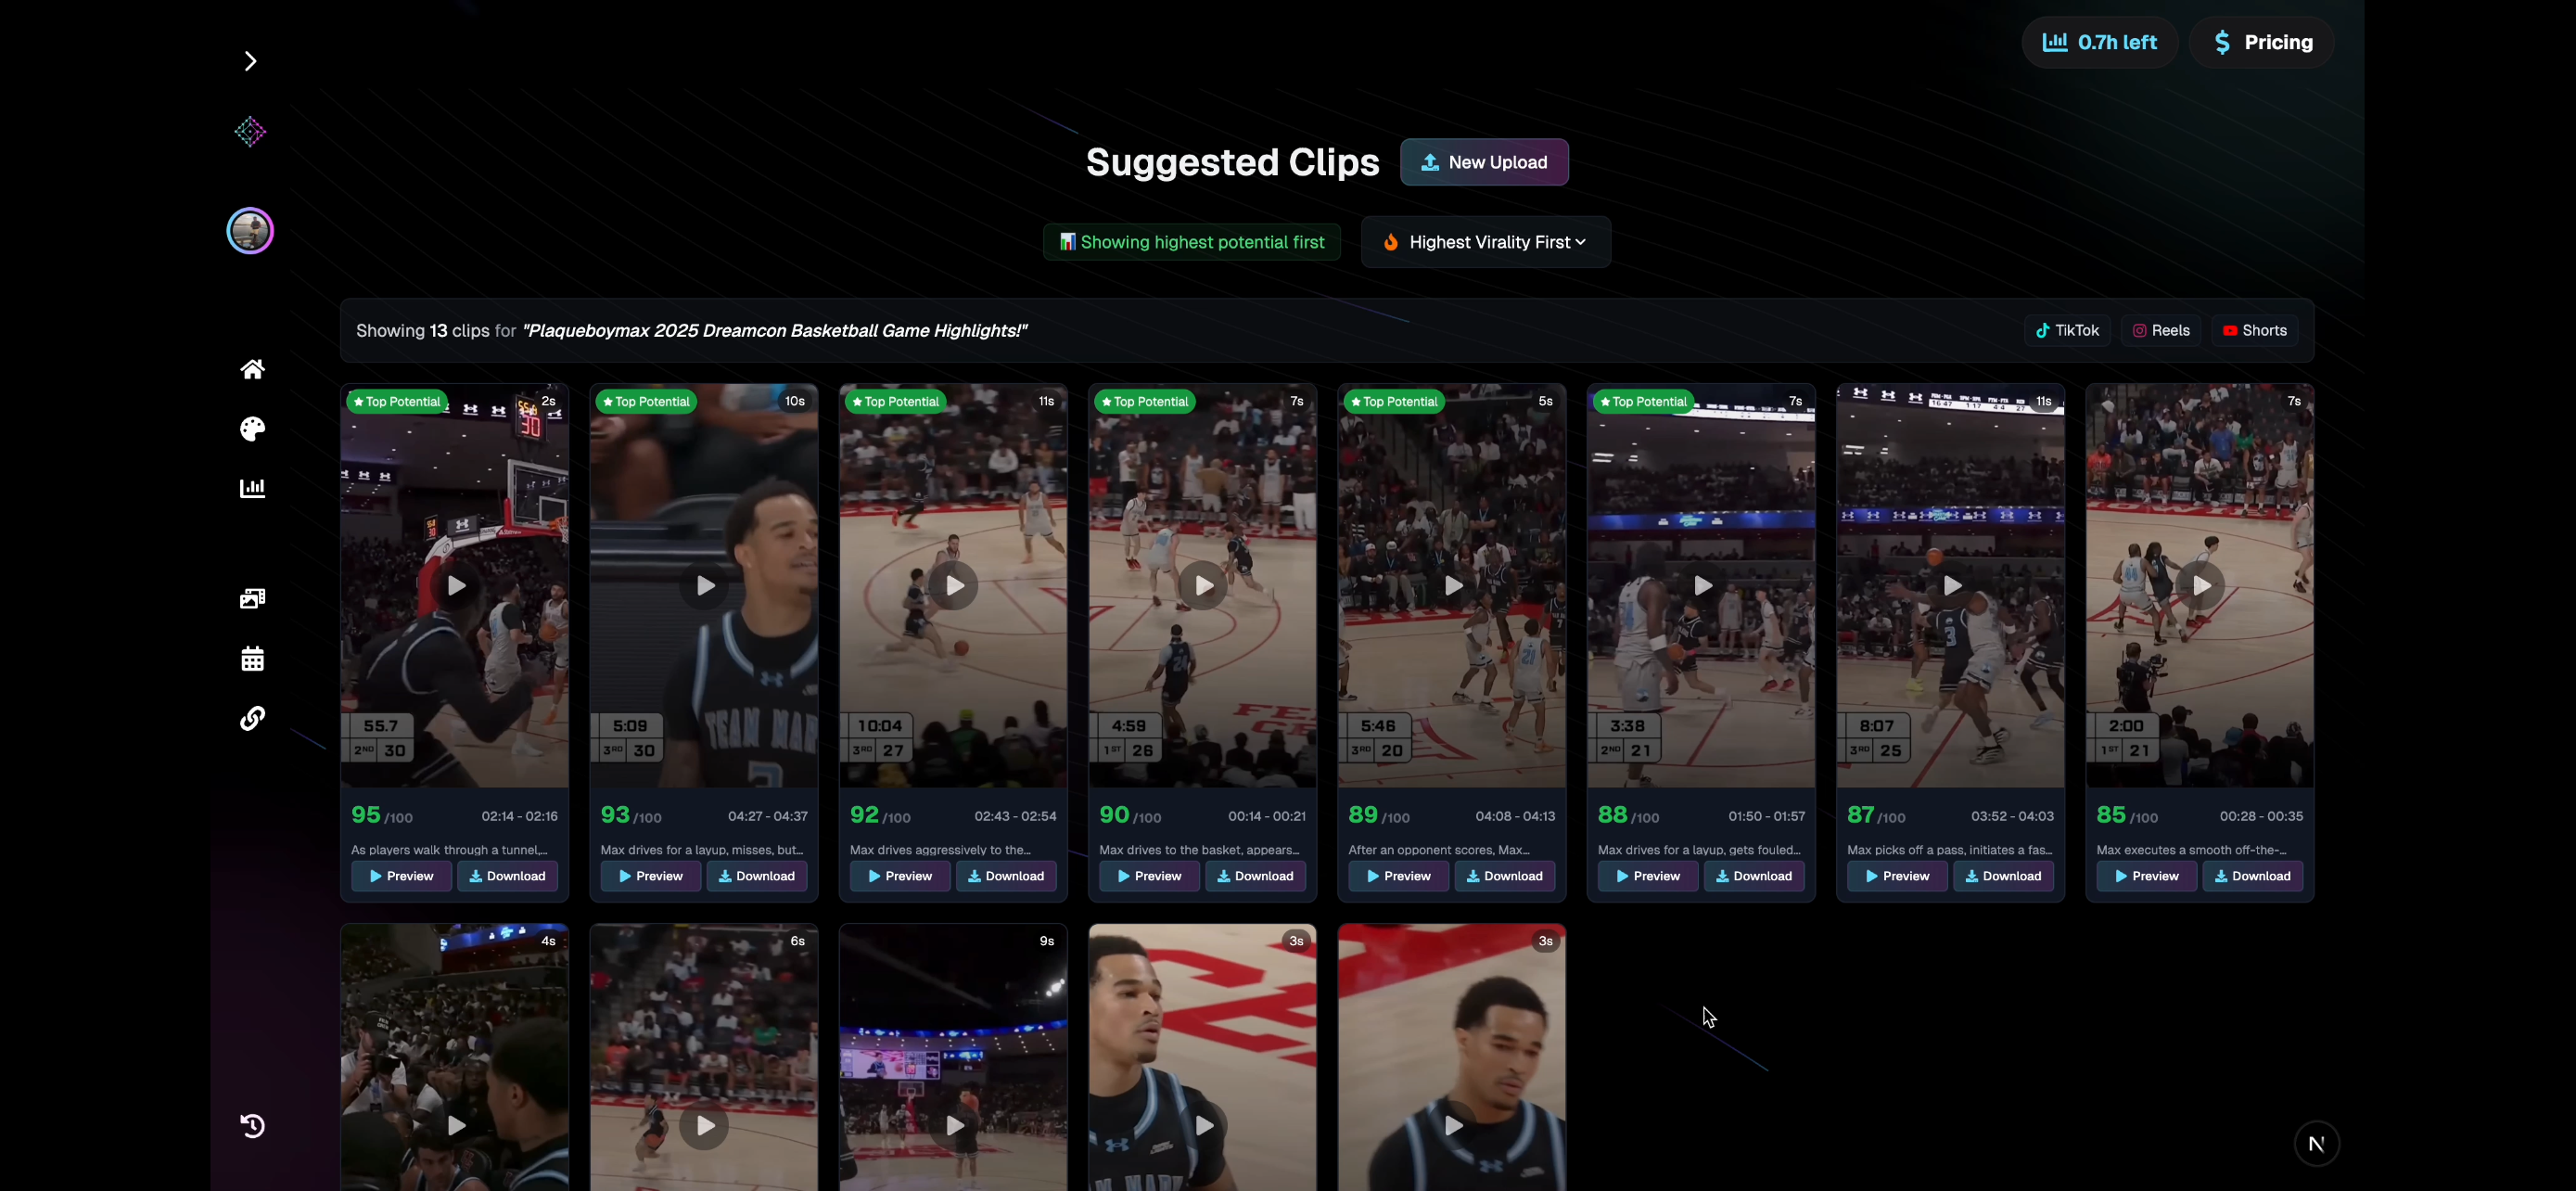 0.7h left
Pricing
Suggested Clips
New Upload
Showing highest potential first
Highest Virality First
Showing 13 clips for "Plaqueboymax 2025 Dreamcon Basketball Game Highlights!"
TikTok
Reels
Shorts
Top Potential
2s
55.7
2ND 30
95 /100
02:14 - 02:16
As players walk through a tunnel,...
Preview
Download
Top Potential
10s
TEAM MAR
5:09
3RD 30
93 /100
04:27 - 04:37
Max drives for a layup, misses, but...
Preview
Download
Top Potential
11s
10:04
3RD 27
92 /100
02:43 - 02:54
Max drives aggressively to the...
Preview
Download
Top Potential
7s
24
4:59
1ST 26
90 /100
00:14 - 00:21
Max drives to the basket, appears...
Preview
Download
Top Potential
5s
21
5:46
3RD 20
89 /100
04:08 - 04:13
After an opponent scores, Max...
Preview
Download
Top Potential
7s
3:38
2ND 21
88 /100
01:50 - 01:57
Max drives for a layup, gets fouled...
Preview
Download
11s
3
8:07
3RD 25
87 /100
03:52 - 04:03
Max picks off a pass, initiates a fas...
Preview
Download
7s
44
2:00
1ST 21
85 /100
00:28 - 00:35
Max executes a smooth off-the-...
Preview
Download
4s
6s
9s
3s
3s
N